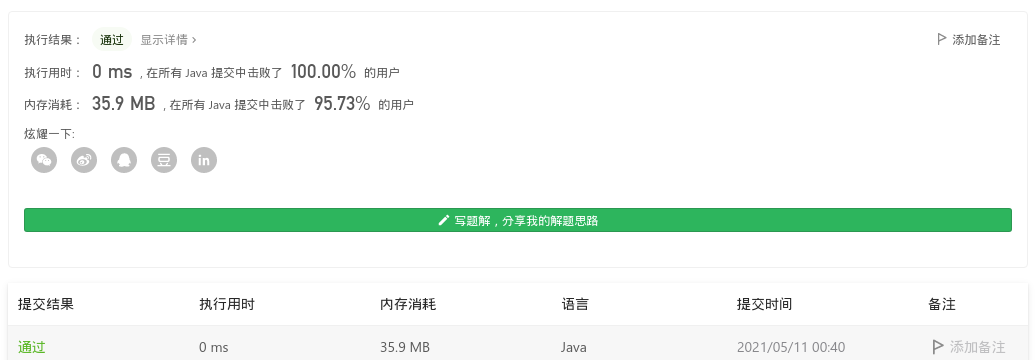 执行结果： 通过 显示详情 › 添加备注
执行用时： 0 ms ，在所有 Java 提交中击败了 100.00% 的用户
内存消耗： 35.9 MB ，在所有 Java 提交中击败了 95.73% 的用户
炫耀一下:
豆 in
写题解，分享我的解题思路
提交结果 执行用时 内存消耗 语言 提交时间 备注
通过 0 ms 35.9 MB Java 2021/05/11 00:40 添加备注